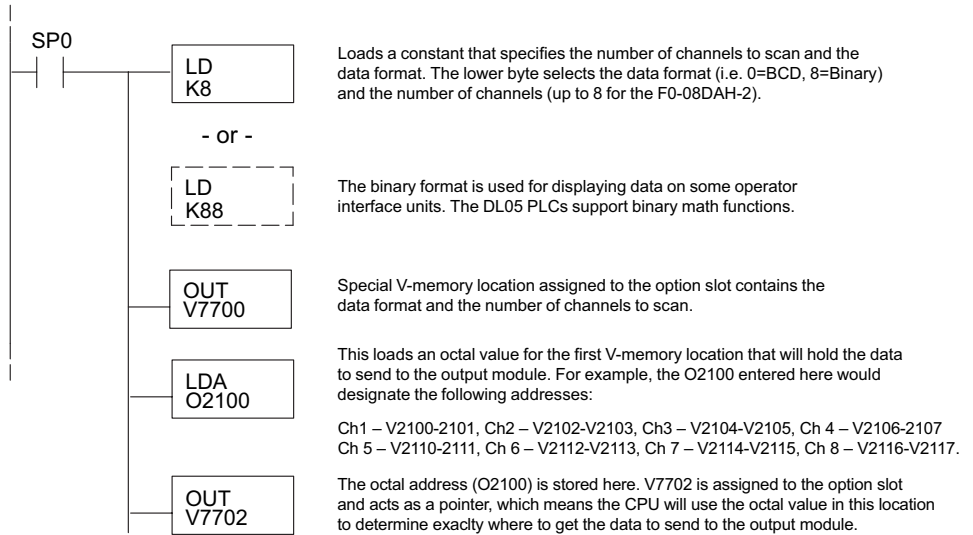 SP0
LD
K8
Loads a constant that specifies the number of channels to scan and the
data format. The lower byte selects the data format (i.e. 0=BCD, 8=Binary)
and the number of channels (up to 8 for the F0-08DAH-2).
- or -
LD
K88
The binary format is used for displaying data on some operator
interface units. The DL05 PLCs support binary math functions.
OUT
V7700
Special V-memory location assigned to the option slot contains the
data format and the number of channels to scan.
LDA
O2100
This loads an octal value for the first V-memory location that will hold the data
to send to the output module. For example, the O2100 entered here would
designate the following addresses:
Ch1 – V2100-2101, Ch2 – V2102-V2103, Ch3 – V2104-V2105, Ch 4 – V2106-2107
Ch 5 – V2110-2111, Ch 6 – V2112-V2113, Ch 7 – V2114-V2115, Ch 8 – V2116-V2117.
OUT
V7702
The octal address (O2100) is stored here. V7702 is assigned to the option slot
and acts as a pointer, which means the CPU will use the octal value in this location
to determine exaclty where to get the data to send to the output module.